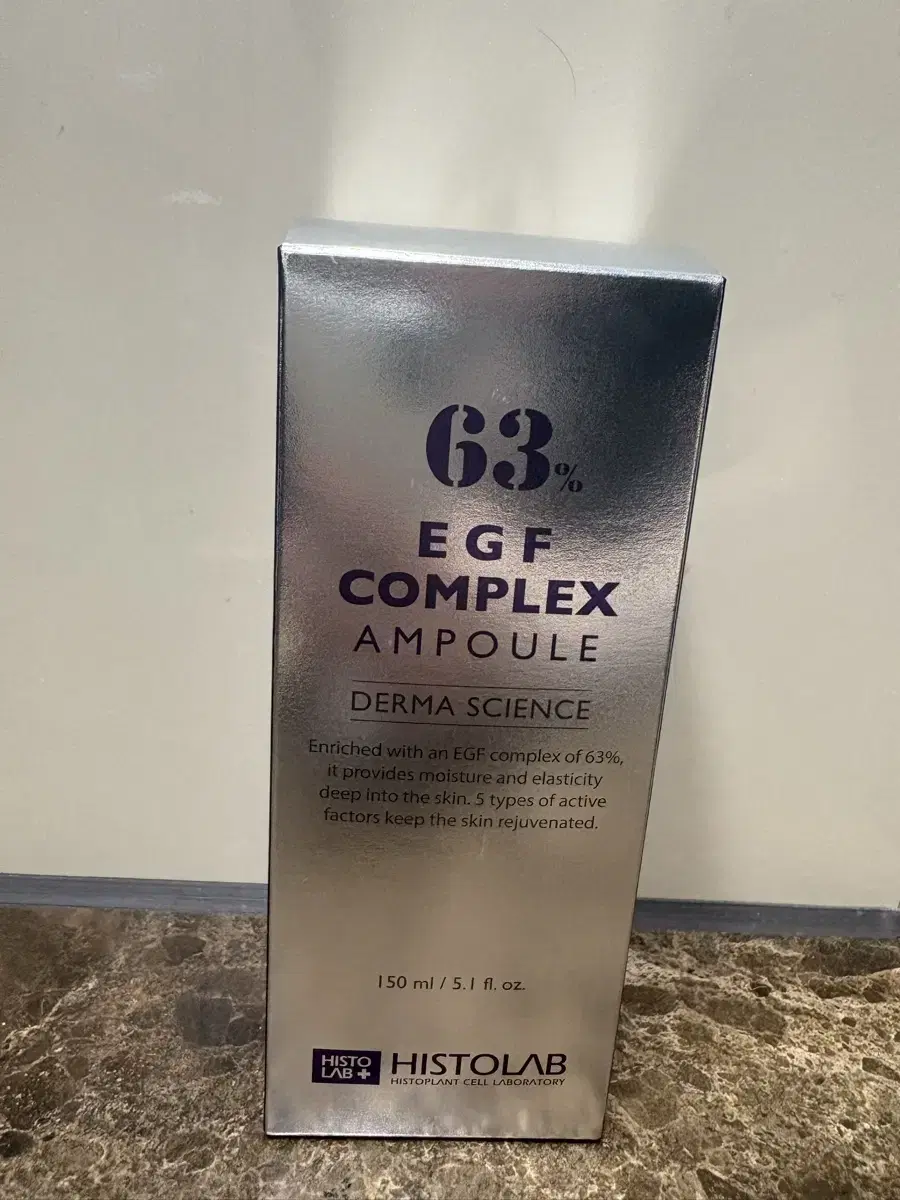 63%
EGF
COMPLEX
AMPOULE
DERMA SCIENCE
Enriched with an EGF complex of 63%,
it provides moisture and elasticity
deep into the skin. 5 types of active
factors keep the skin rejuvenated.
150 ml / 5.1 fl. oz.
HISTO
LAB+
HISTOLAB
HISTOPLANT CELL LABORATORY